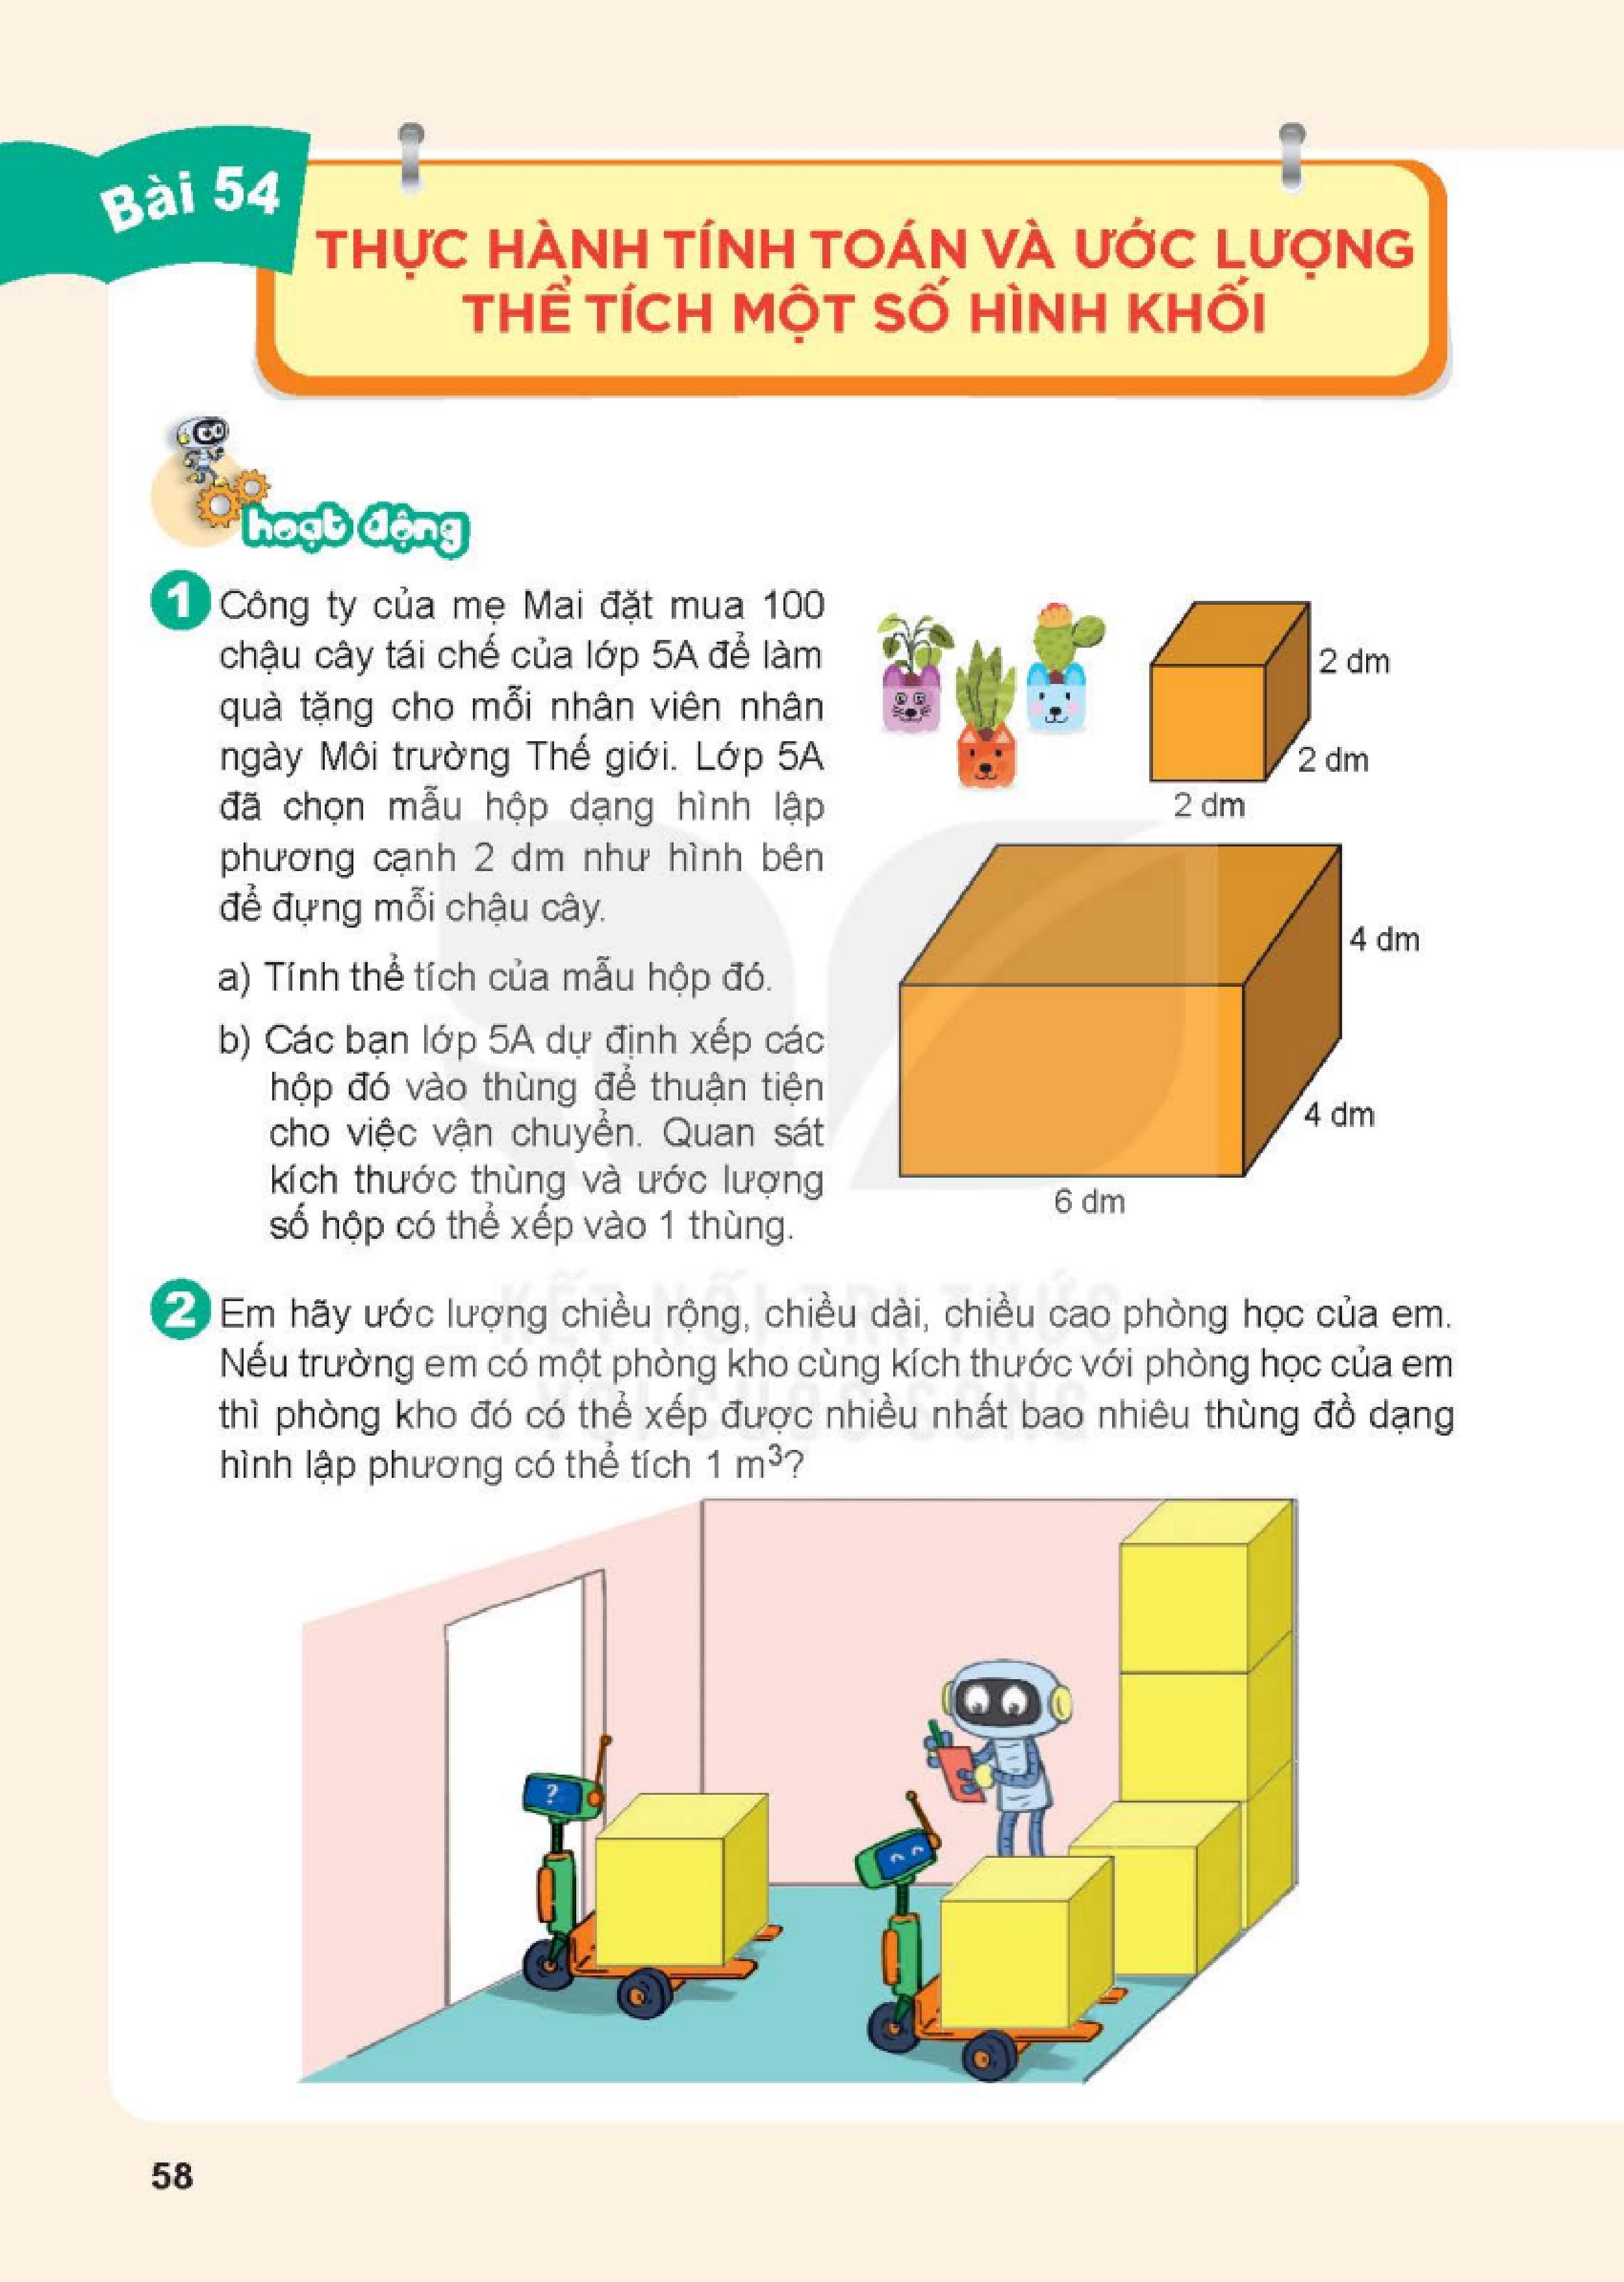 Bài 54
THỰC HÀNH TÍNH TOÁN VÀ ƯỚC LƯỢNG
THỂ TÍCH MỘT SỐ HÌNH KHỐI
hoạt động
1 Công ty của mẹ Mai đặt mua 100
chậu cây tái chế của lớp 5A để làm
quà tặng cho mỗi nhân viên nhân
ngày Môi trường Thế giới. Lớp 5A
đã chọn mẫu hộp dạng hình lập
phương cạnh 2 dm như hình bên
để đựng mỗi chậu cây.
2 dm
2 dm
2 dm
a) Tính thể tích của mẫu hộp đó.
b) Các bạn lớp 5A dự định xếp các
hộp đó vào thùng để thuận tiện
cho việc vận chuyển. Quan sát
kích thước thùng và ước lượng
số hộp có thể xếp vào 1 thùng.
4 dm
4 dm
6 dm
KẾT NỐI TRI THỨC
VỚI CUỘC SỐNG
2 Em hãy ước lượng chiều rộng, chiều dài, chiều cao phòng học của em.
Nếu trường em có một phòng kho cùng kích thước với phòng học của em
thì phòng kho đó có thể xếp được nhiều nhất bao nhiêu thùng đồ dạng
hình lập phương có thể tích 1 m³?
?
58